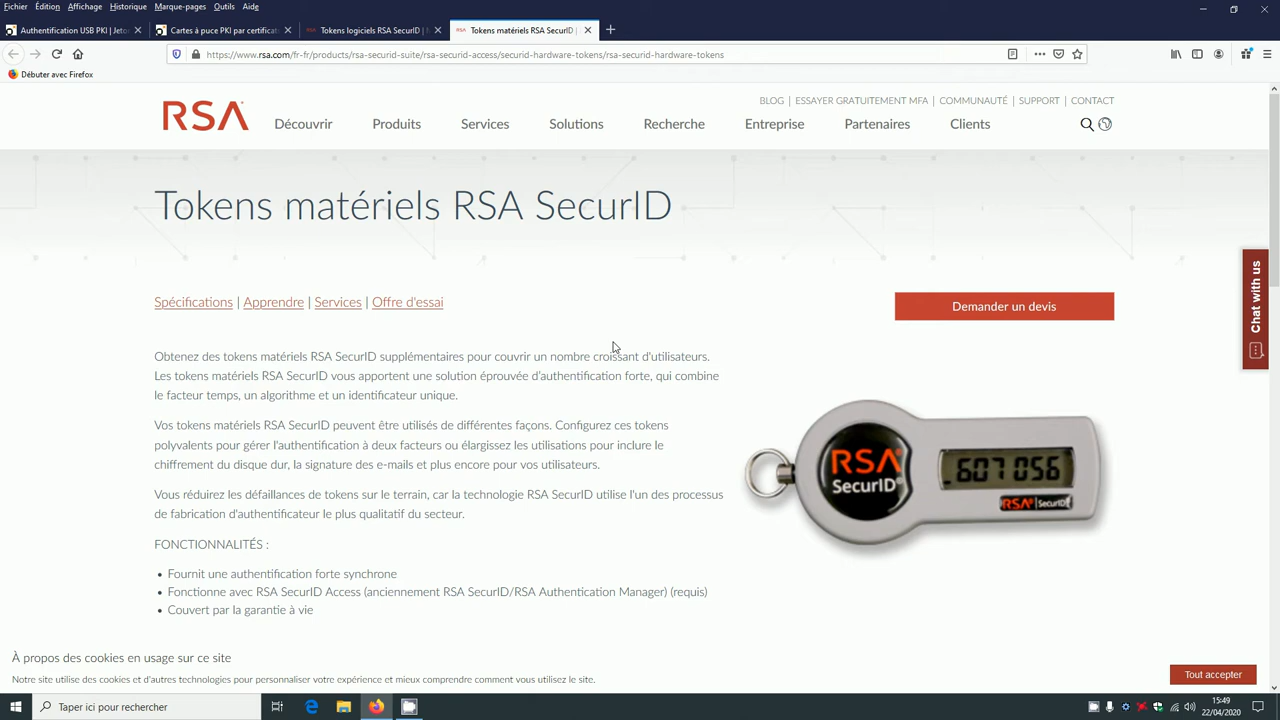 Fichier Édition Affichage Historique Marque-pages Outils Aide
Authentification USB PKI | Jeton
Cartes à puce PKI par certificat
Tokens logiciels RSA SecurID | M
Tokens matériels RSA SecurID |
https://www.rsa.com/fr-fr/products/rsa-securid-suite/rsa-securid-access/securid-hardware-tokens/rsa-securid-hardware-tokens
Débuter avec Firefox
BLOG | ESSAYER GRATUITEMENT MFA | COMMUNAUTÉ | SUPPORT | CONTACT
RSA
Découvrir Produits Services Solutions Recherche Entreprise Partenaires Clients
Tokens matériels RSA SecurID
Chat with us
Spécifications | Apprendre | Services | Offre d'essai
Demander un devis
Obtenez des tokens matériels RSA SecurID supplémentaires pour couvrir un nombre croissant d'utilisateurs.
Les tokens matériels RSA SecurID vous apportent une solution éprouvée d'authentification forte, qui combine
le facteur temps, un algorithme et un identificateur unique.
Vos tokens matériels RSA SecurID peuvent être utilisés de différentes façons. Configurez ces tokens
polyvalents pour gérer l'authentification à deux facteurs ou élargissez les utilisations pour inclure le
chiffrement du disque dur, la signature des e-mails et plus encore pour vos utilisateurs.
RSA
SecurID
607 056
RSA SecurID
Vous réduirez les défaillances de tokens sur le terrain, car la technologie RSA SecurID utilise l'un des processus
de fabrication d'authentificateur le plus qualitatif du secteur.
FONCTIONNALITÉS :
• Fournit une authentification forte synchrone
• Fonctionne avec RSA SecurID Access (anciennement RSA SecurID/RSA Authentication Manager) (requis)
• Couvert par la garantie à vie
À propos des cookies en usage sur ce site
Notre site utilise des cookies et d'autres technologies pour personnaliser votre expérience et mieux comprendre comment vous utilisez le site.
Tout accepter
Taper ici pour rechercher
15:49
22/04/2020